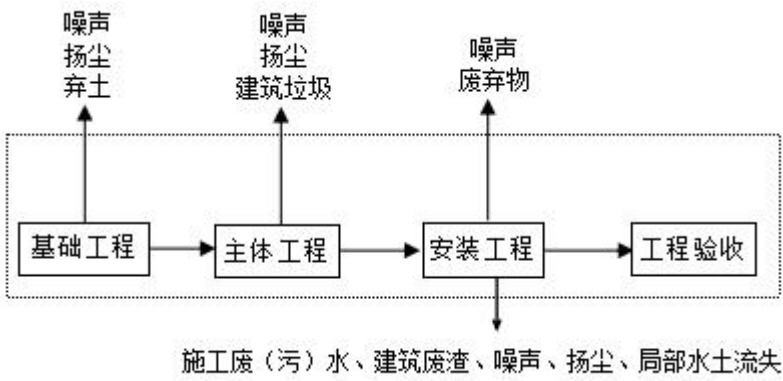 噪声
扬尘
弃土
噪声
扬尘
建筑垃圾
噪声
废弃物
基础工程
主体工程
安装工程
工程验收
施工废（污）水、建筑废渣、噪声、扬尘、局部水土流失